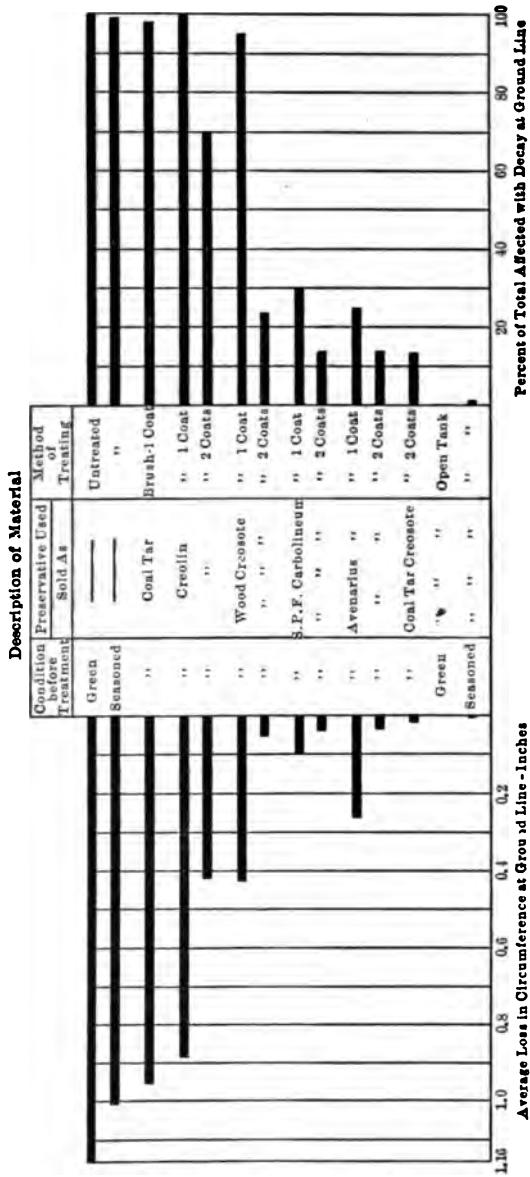 Description of Material
Condition before Treatment | Preservative Used Sold As | Method of Treating
Green | —— | Untreated
Seasoned | —— | "
" | Coal Tar | Brush-1 Coat
" | Creolin | " 1 Coat
" | " | " 2 Coats
" | Wood Creosote | " 1 Coat
" | " " " | " 2 Coats
" | S.P.F. Carbolineum | " 1 Coat
" | " " " | " 2 Coats
" | Avenarius " | " 1 Coat
" | " " | " 2 Coats
" | Coal Tar Creosote | " 2 Coats
Green | " " " | Open Tank
Seasoned | " " " | " "
1.16 1.0 0.8 0.6 0.4 0.2
Average Loss in Circumference at Ground Line - Inches
20 40 60 80 100
Percent of Total Affected with Decay at Ground Line